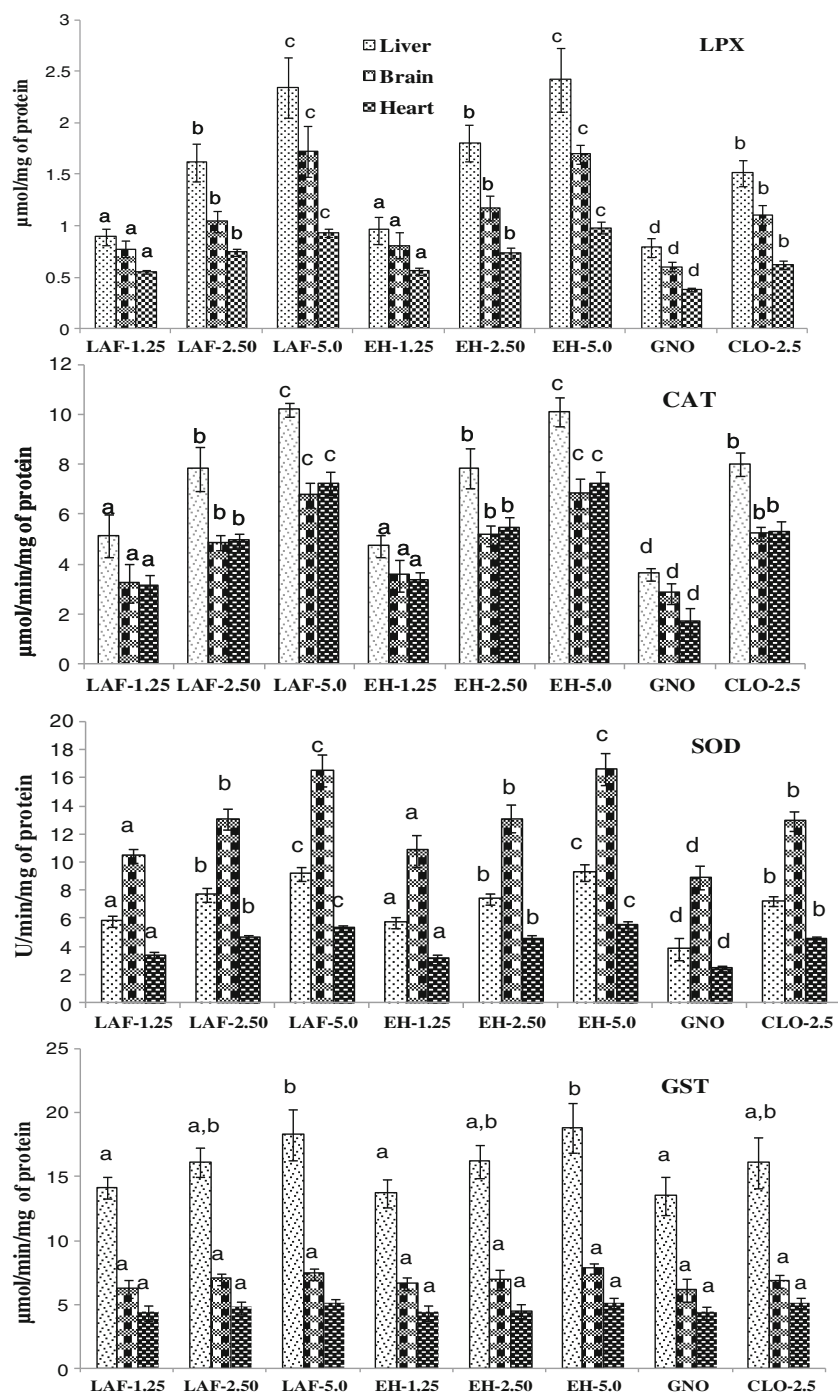 3
2.5
2
1.5
1
0.5
0
µmol/mg of protein
Liver
Brain
Heart
LPX
a a a
b b b
c c c
a a a
b b b
c c c
d d d
b b b
LAF-1.25 LAF-2.50 LAF-5.0 EH-1.25 EH-2.50 EH-5.0 GNO CLO-2.5
12
10
8
6
4
2
0
µmol/min/mg of protein
CAT
a a a
b b b
c c c
a a a
b b b
c c c
d d d
b b b
LAF-1.25 LAF-2.50 LAF-5.0 EH-1.25 EH-2.50 EH-5.0 GNO CLO-2.5
20
18
16
14
12
10
8
6
4
2
0
U/min/mg of protein
SOD
a a a
b b b
c c c
a a a
b b b
c c c
d d d
b b b
LAF-1.25 LAF-2.50 LAF-5.0 EH-1.25 EH-2.50 EH-5.0 GNO CLO-2.5
25
20
15
10
5
0
µmol/min/mg of protein
GST
a a a
a,b a a
b a a
a a a
a,b a a
b a a
a a a
a,b a a
LAF-1.25 LAF-2.50 LAF-5.0 EH-1.25 EH-2.50 EH-5.0 GNO CLO-2.5